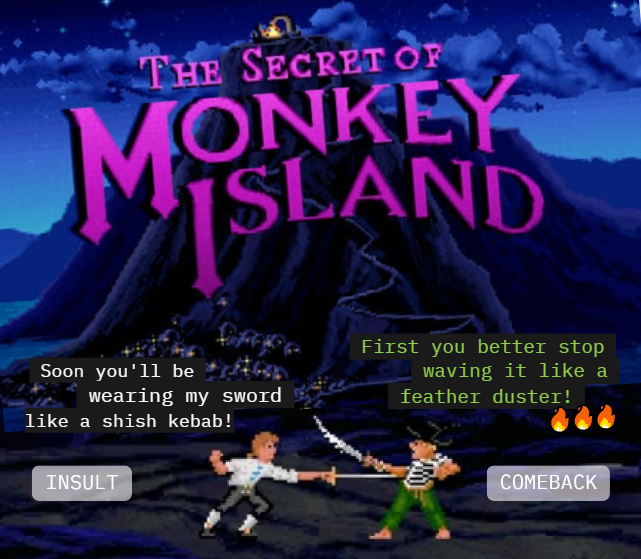 The Secret of
Monkey
Island
Soon you'll be
wearing my sword
like a shish kebab!
First you better stop
waving it like a
feather duster!
🔥🔥🔥
INSULT
COMEBACK